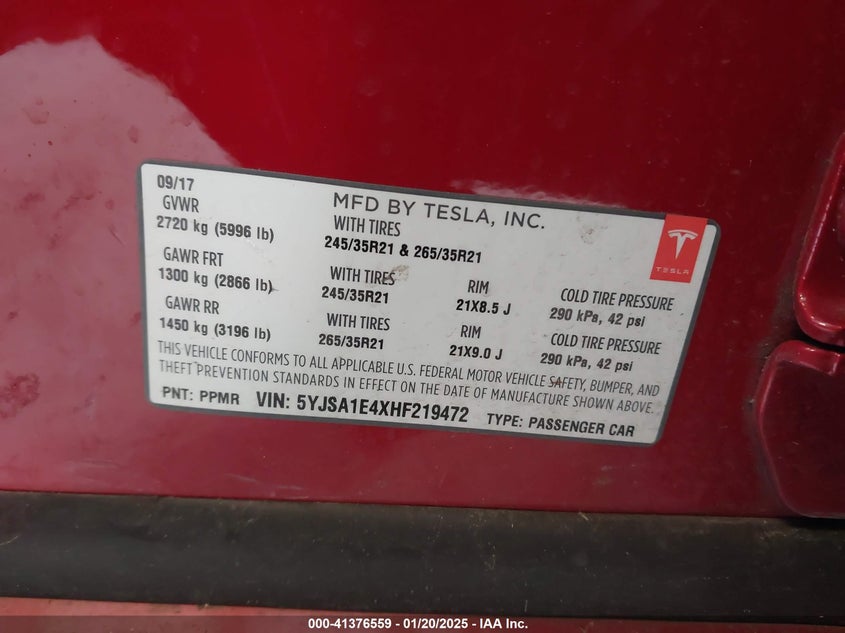 09/17
MFD BY TESLA, INC.
GVWR
2720 kg (5996 lb)
WITH TIRES
245/35R21 & 265/35R21
GAWR FRT
1300 kg (2866 lb)
WITH TIRES
245/35R21
RIM
21X8.5 J
COLD TIRE PRESSURE
290 kPa, 42 psi
GAWR RR
1450 kg (3196 lb)
WITH TIRES
265/35R21
RIM
21X9.0 J
COLD TIRE PRESSURE
290 kPa, 42 psi
TESLA
THIS VEHICLE CONFORMS TO ALL APPLICABLE U.S. FEDERAL MOTOR VEHICLE SAFETY, BUMPER, AND
THEFT PREVENTION STANDARDS IN EFFECT ON THE DATE OF MANUFACTURE SHOWN ABOVE.
PNT: PPMR VIN: 5YJSA1E4XHF219472 TYPE: PASSENGER CAR
000-41376559 - 01/20/2025 - IAA Inc.